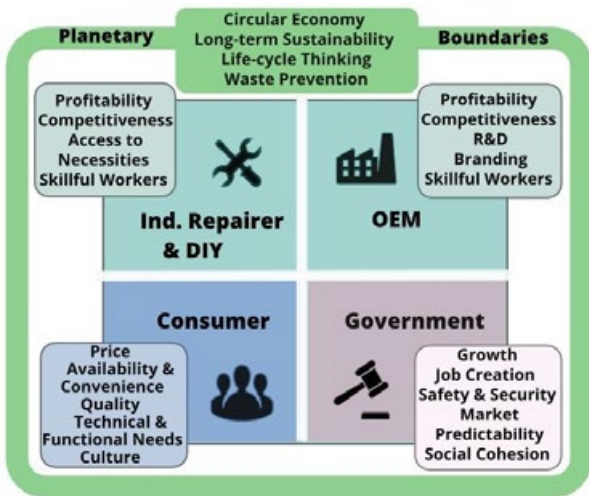 Circular Economy
Long-term Sustainability
Life-cycle Thinking
Waste Prevention
Planetary
Boundaries
Profitability
Competitiveness
Access to
Necessities
Skillful Workers
Ind. Repairer
& DIY
Profitability
Competitiveness
R&D
Branding
Skillful Workers
OEM
Consumer
Price
Availability &
Convenience
Quality
Technical &
Functional Needs
Culture
Government
Growth
Job Creation
Safety & Security
Market
Predictability
Social Cohesion